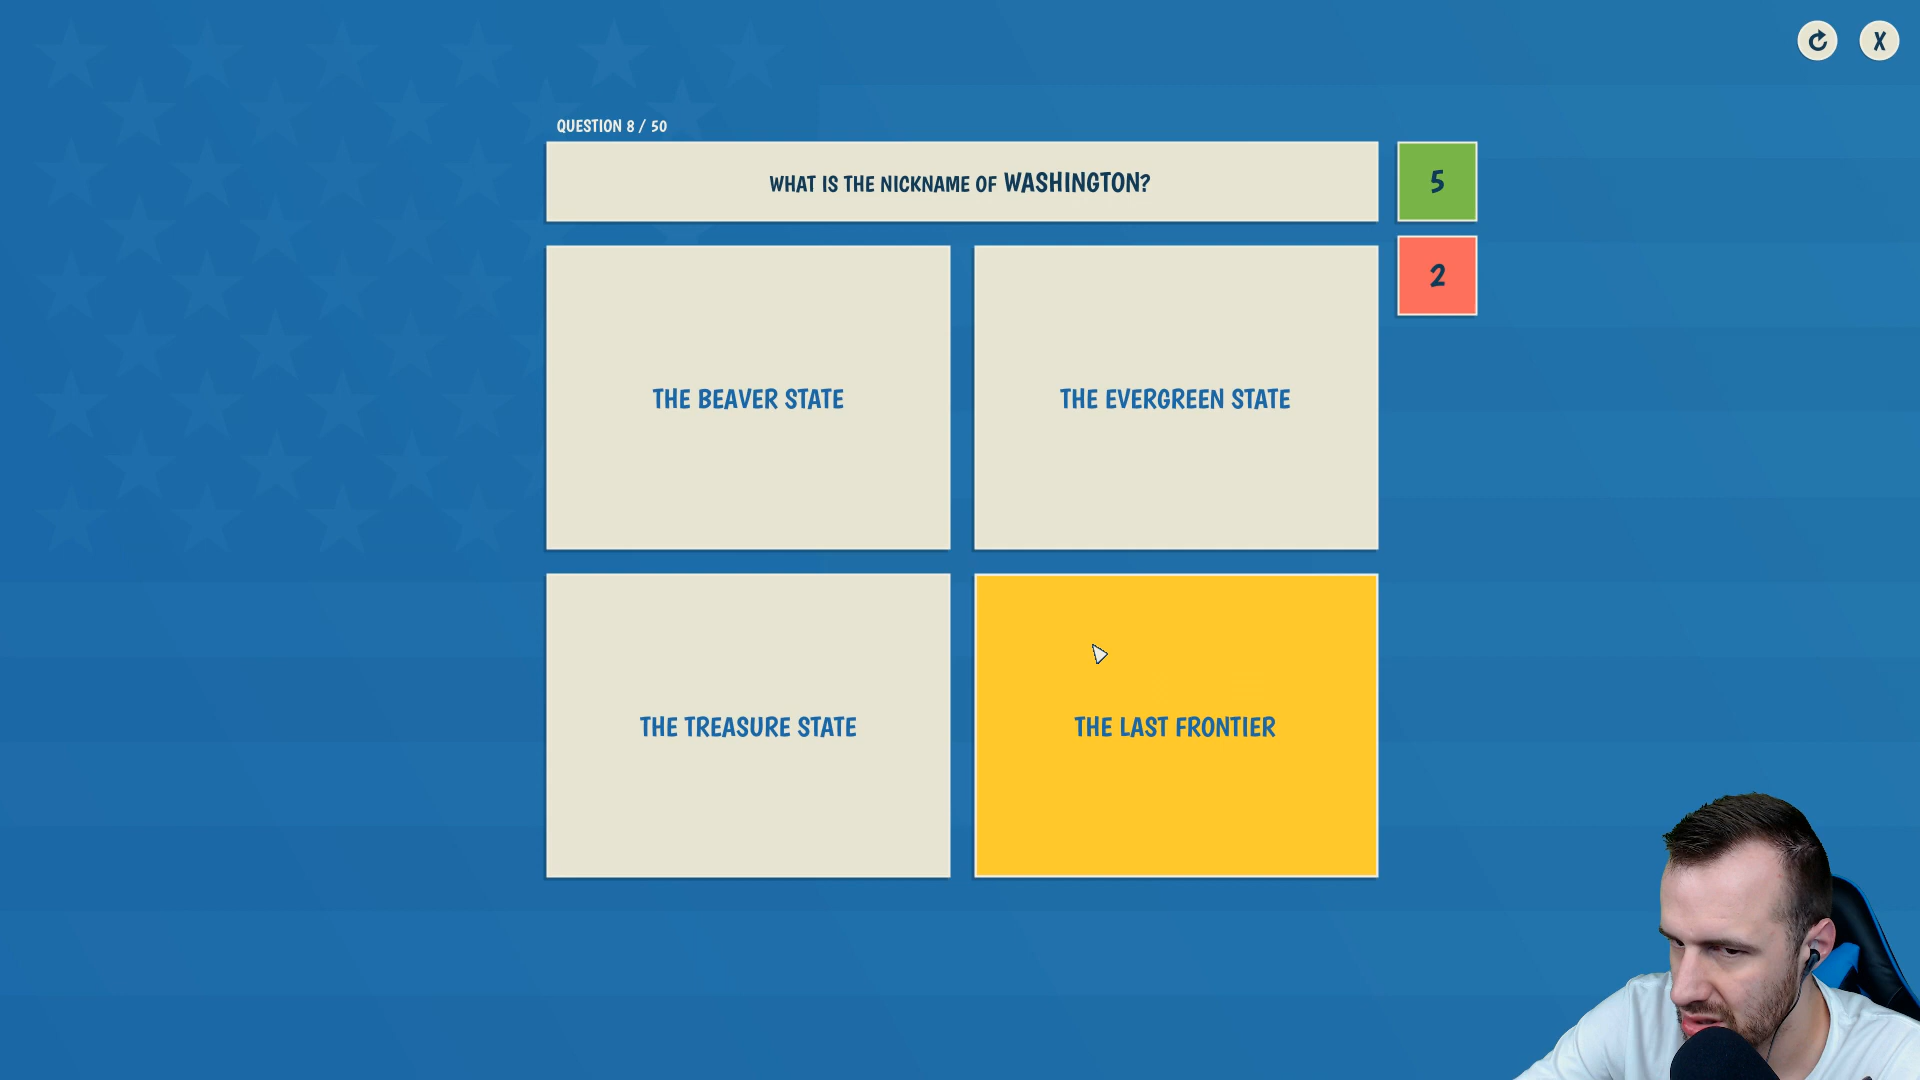 X
QUESTION 8 / 50
WHAT IS THE NICKNAME OF WASHINGTON?
5
2
THE BEAVER STATE
THE EVERGREEN STATE
THE TREASURE STATE
THE LAST FRONTIER